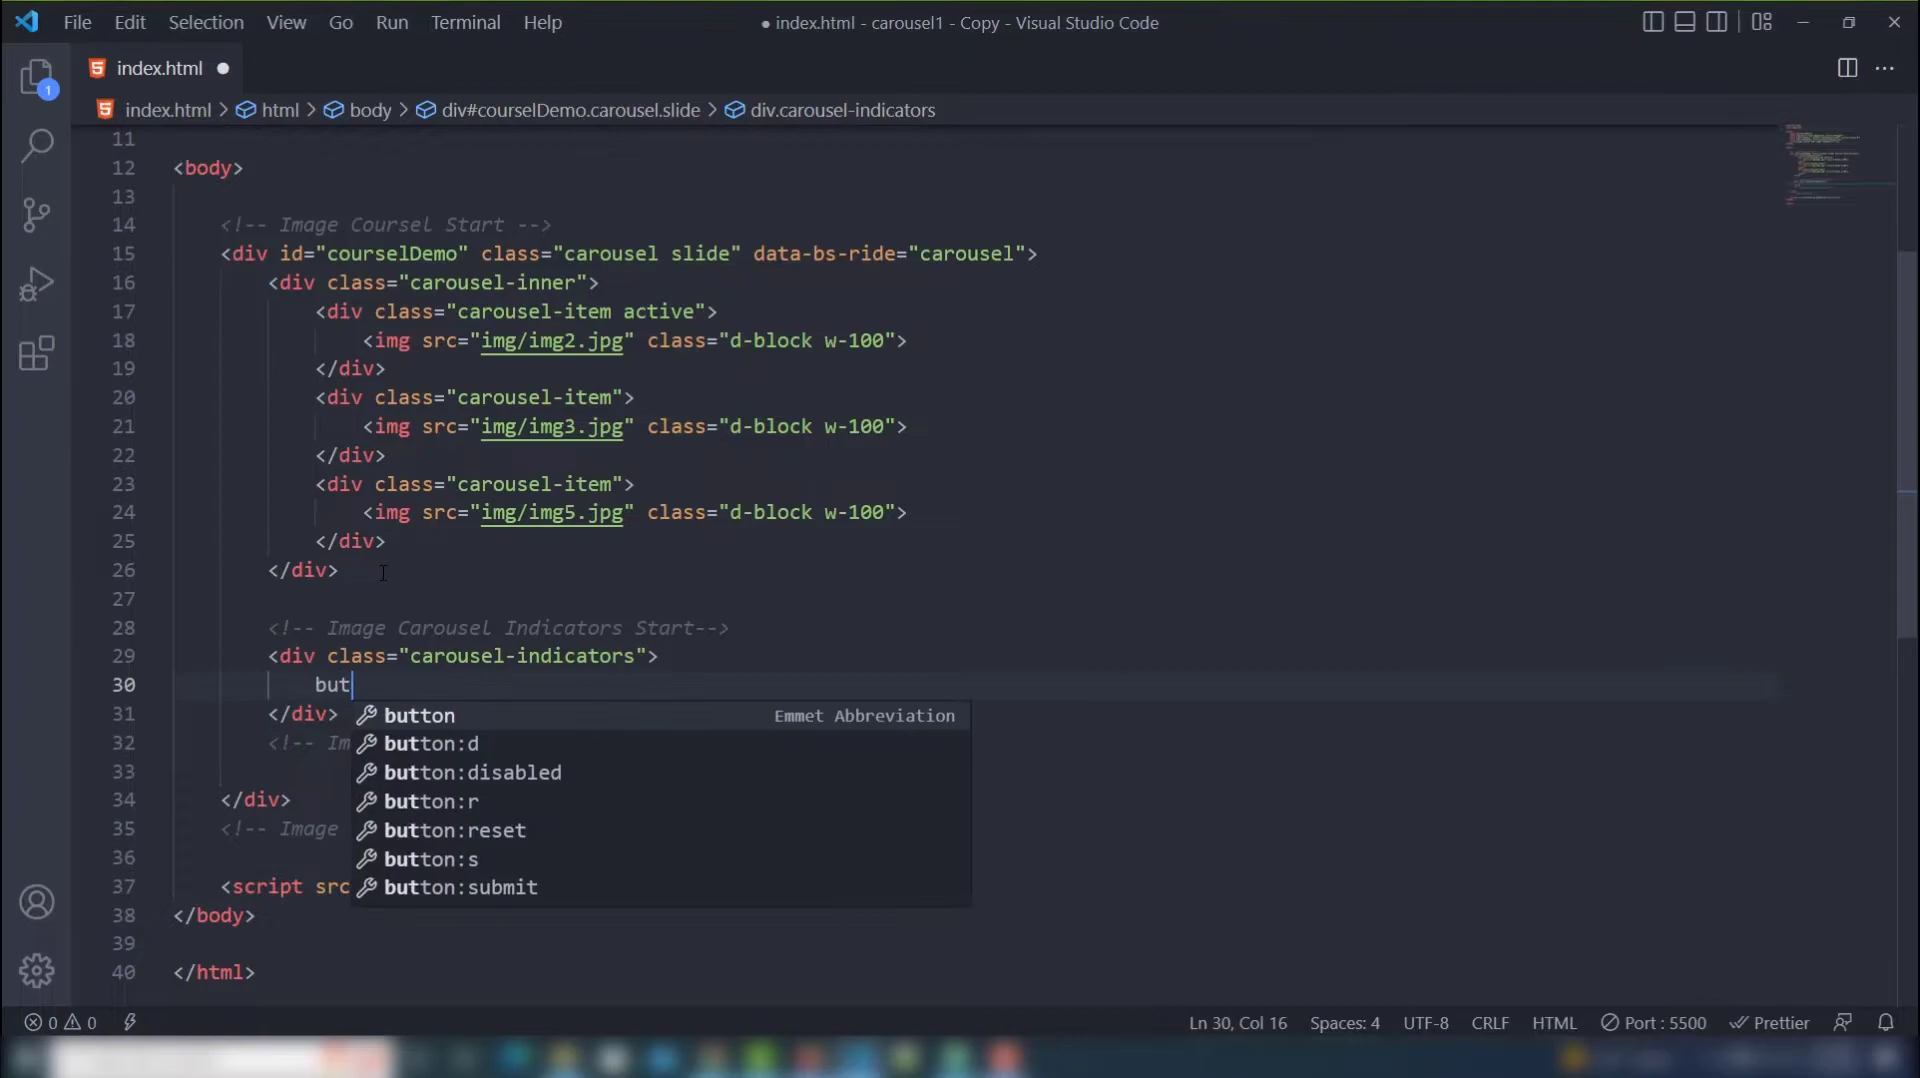 File Edit Selection View Go Run Terminal Help
● index.html - carousel1 - Copy - Visual Studio Code
index.html ●
index.html > html > body > div#courselDemo.carousel.slide > div.carousel-indicators
1
11
12 <body>
13
14 <!-- Image Coursel Start -->
15 <div id="courselDemo" class="carousel slide" data-bs-ride="carousel">
16 <div class="carousel-inner">
17 <div class="carousel-item active">
18 <img src="img/img2.jpg" class="d-block w-100">
19 </div>
20 <div class="carousel-item">
21 <img src="img/img3.jpg" class="d-block w-100">
22 </div>
23 <div class="carousel-item">
24 <img src="img/img5.jpg" class="d-block w-100">
25 </div>
26 </div>
27
28 <!-- Image Carousel Indicators Start-->
29 <div class="carousel-indicators">
30 but
31 </div> button Emmet Abbreviation
32 <!-- Im button:d
33 button:disabled
34 </div> button:r
35 <!-- Image button:reset
36 button:s
37 <script src button:submit
38 </body>
39
40 </html>
0 0 Ln 30, Col 16 Spaces: 4 UTF-8 CRLF HTML Port : 5500 Prettier